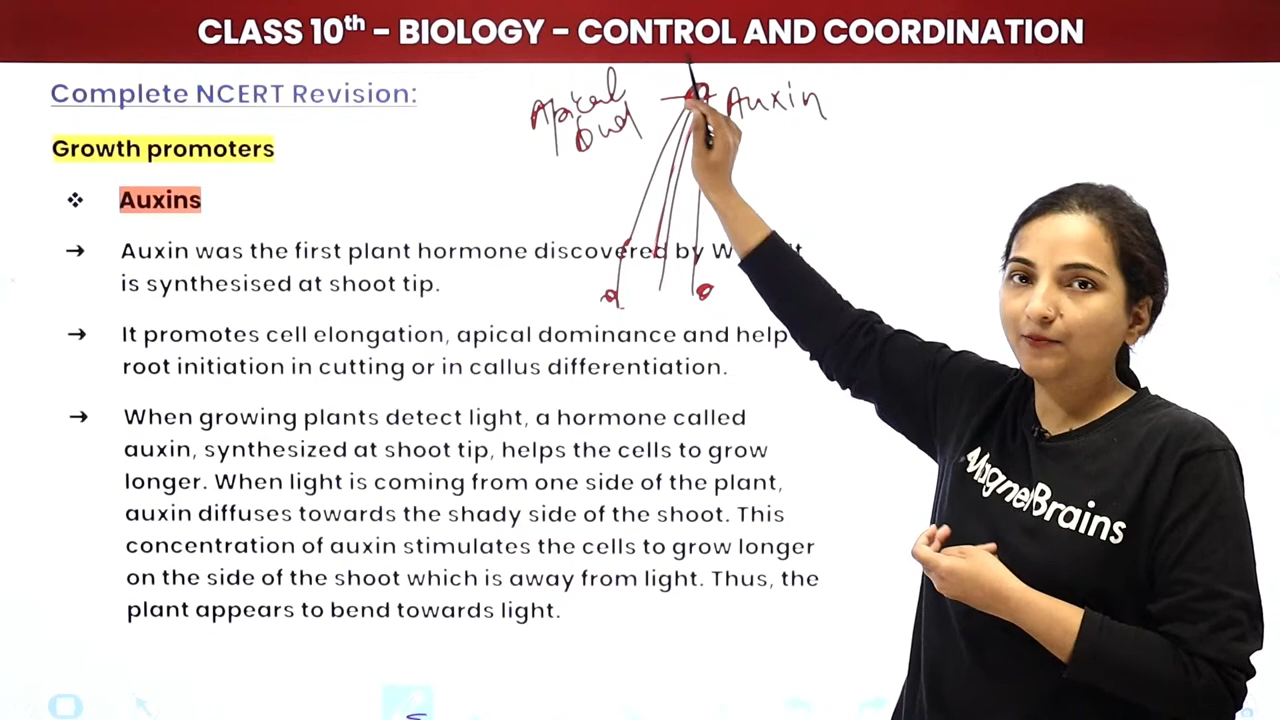 CLASS 10th - BIOLOGY - CONTROL AND COORDINATION
Complete NCERT Revision:
Apical
bud
Auxin
Growth promoters
❖ Auxins
→ Auxin was the first plant hormone discovered by W
is synthesised at shoot tip.
→ It promotes cell elongation, apical dominance and help
root initiation in cutting or in callus differentiation.
→ When growing plants detect light, a hormone called
auxin, synthesized at shoot tip, helps the cells to grow
longer. When light is coming from one side of the plant,
auxin diffuses towards the shady side of the shoot. This
concentration of auxin stimulates the cells to grow longer
on the side of the shoot which is away from light. Thus, the
plant appears to bend towards light.
MagnetBrains